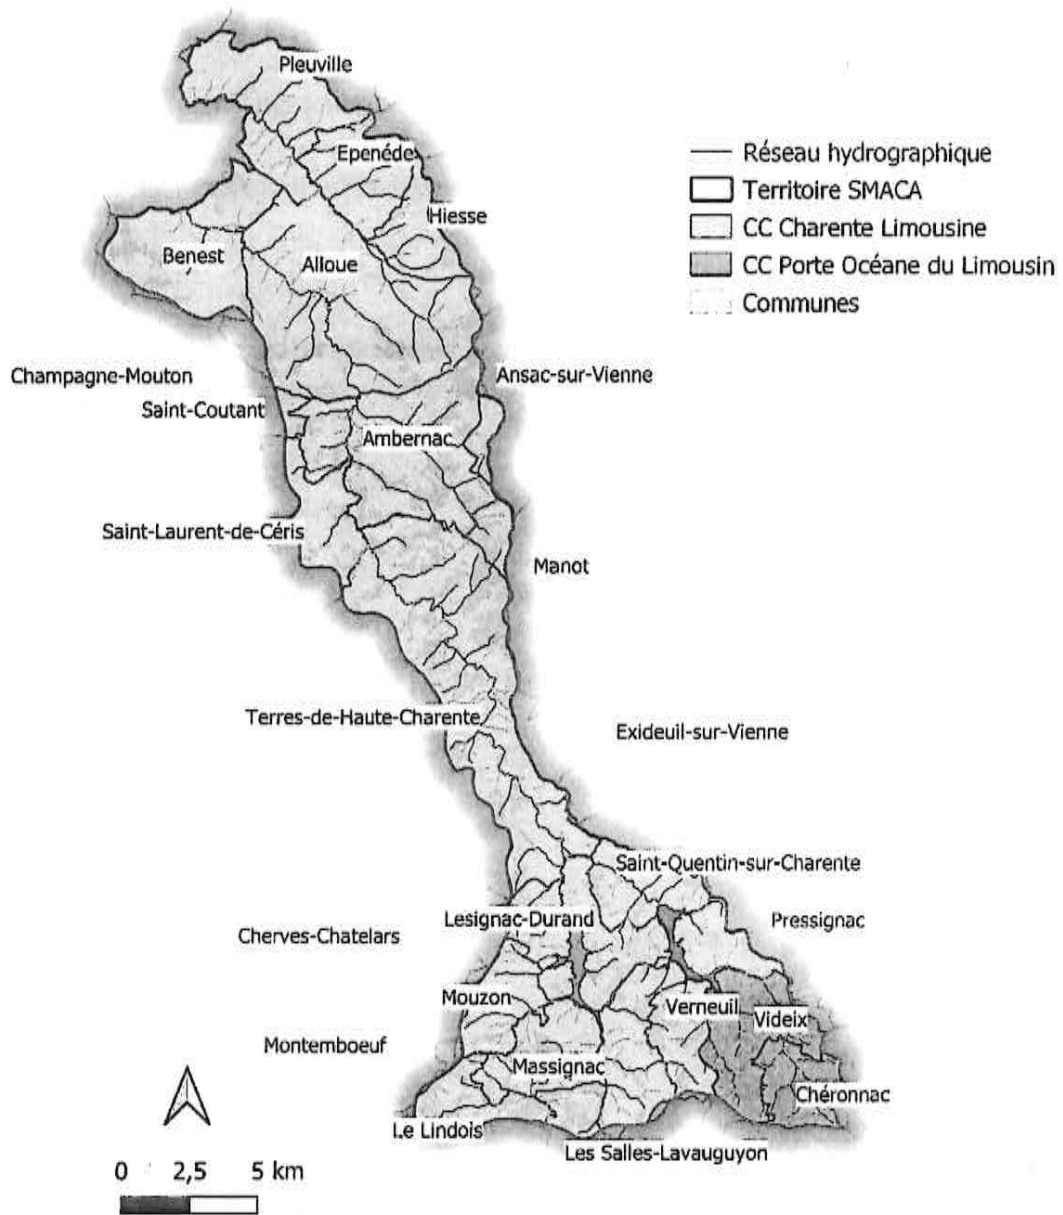 Pleuville
Epenéde
Réseau hydrographique
Territoire SMACA
Hiesse
CC Charente Limousine
Benest
Alloue
CC Porte Océane du Limousin
Communes
Champagne-Mouton
Ansac-sur-Vienne
Saint-Coutant
Ambernac
Saint-Laurent-de-Céris
Manot
Terres-de-Haute-Charente
Exideuil-sur-Vienne
Saint-Quentin-sur-Charente
Lesignac-Durand
Pressignac
Cherves-Chatelars
Mouzon
Verneuil
Videix
Montemboeuf
Massignac
Chéronnac
Le Lindois
Les Salles-Lavauguyon
0 2,5 5 km